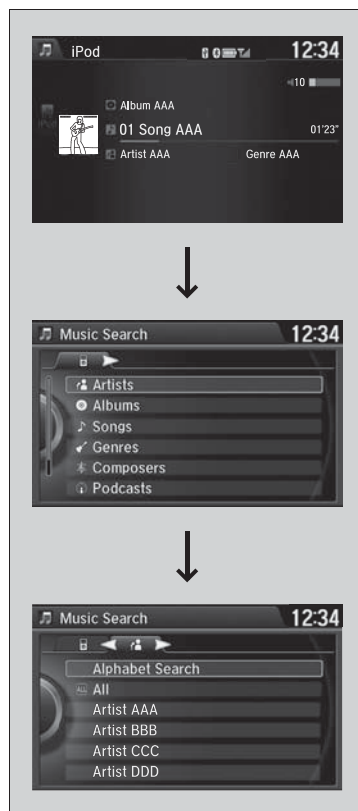 iPod
12:34
10
Album AAA
01 Song AAA 01'23"
Artist AAA Genre AAA
Music Search 12:34
Artists
Albums
Songs
Genres
Composers
Podcasts
Music Search 12:34
Alphabet Search
ALL All
Artist AAA
Artist BBB
Artist CCC
Artist DDD